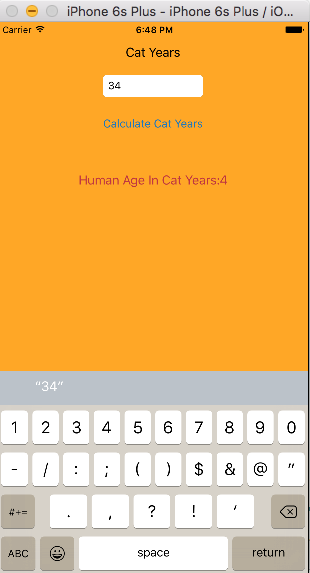 iPhone 6s Plus - iPhone 6s Plus / iO...
Carrier 6:48 PM
Cat Years
34
Calculate Cat Years
Human Age In Cat Years:4
“34”
1 2 3 4 5 6 7 8 9 0
- / : ; ( ) $ & @ "
#+= . , ? ! ‘
ABC space return